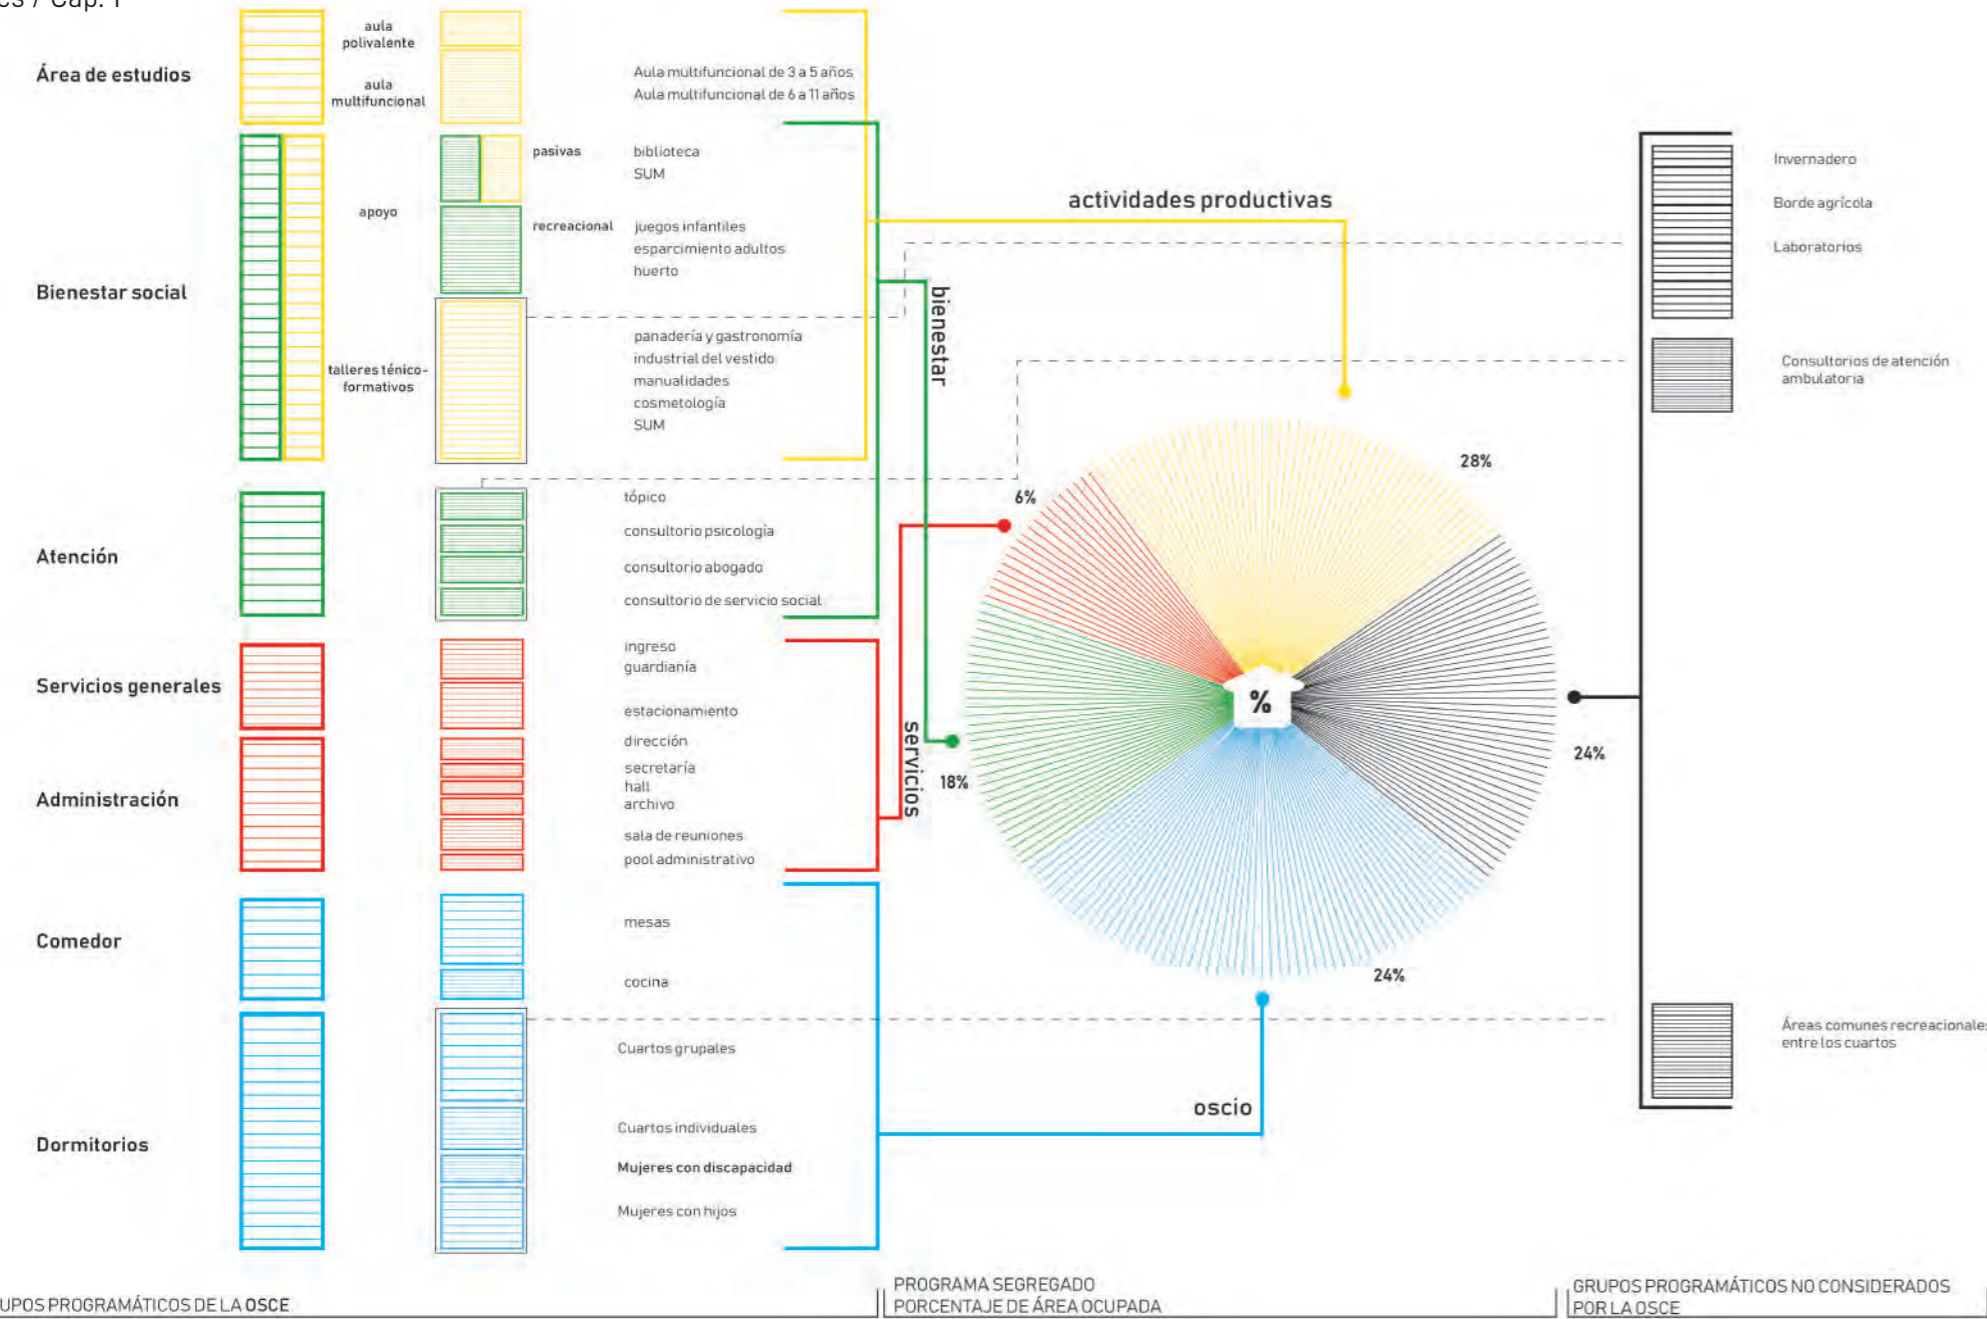 es / Cap. 1
Área de estudios
aula
polivalente
aula
multifuncional
Aula multifuncional de 3 a 5 años
Aula multifuncional de 6 a 11 años
Bienestar social
apoyo
pasivas
biblioteca
SUM
recreacional
juegos infantiles
esparcimiento adultos
huerto
talleres ténico-
formativos
panadería y gastronomía
industrial del vestido
manualidades
cosmetología
SUM
Atención
tópico
consultorio psicología
consultorio abogado
consultorio de servicio social
Servicios generales
ingreso
guardianía
estacionamiento
Administración
dirección
secretaría
hall
archivo
sala de reuniones
pool administrativo
Comedor
mesas
cocina
Dormitorios
Cuartos grupales
Cuartos individuales
Mujeres con discapacidad
Mujeres con hijos
actividades productivas
bienestar
servicios
oscio
28%
6%
18%
24%
24%
%
Invernadero
Borde agrícola
Laboratorios
Consultorios de atención
ambulatoria
Áreas comunes recreacionales
entre los cuartos
UPOS PROGRAMÁTICOS DE LA OSCE
PROGRAMA SEGREGADO
PORCENTAJE DE ÁREA OCUPADA
GRUPOS PROGRAMÁTICOS NO CONSIDERADOS
POR LA OSCE